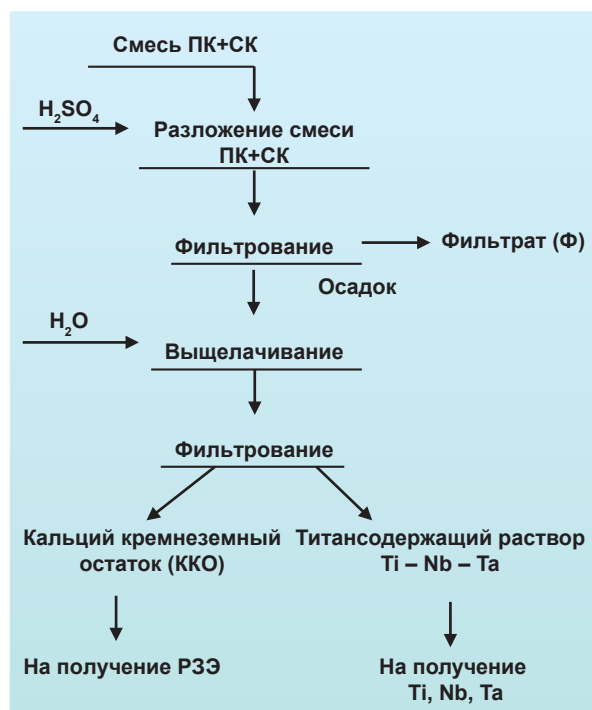 Смесь ПК+СК
H₂SO₄
Разложение смеси
ПК+СК
Фильтрование
Фильтрат (Ф)
Осадок
H₂O
Выщелачивание
Фильтрование
Кальций кремнеземный
остаток (ККО)
Титансодержащий раствор
Ti – Nb – Ta
На получение РЗЭ
На получение
Ti, Nb, Ta